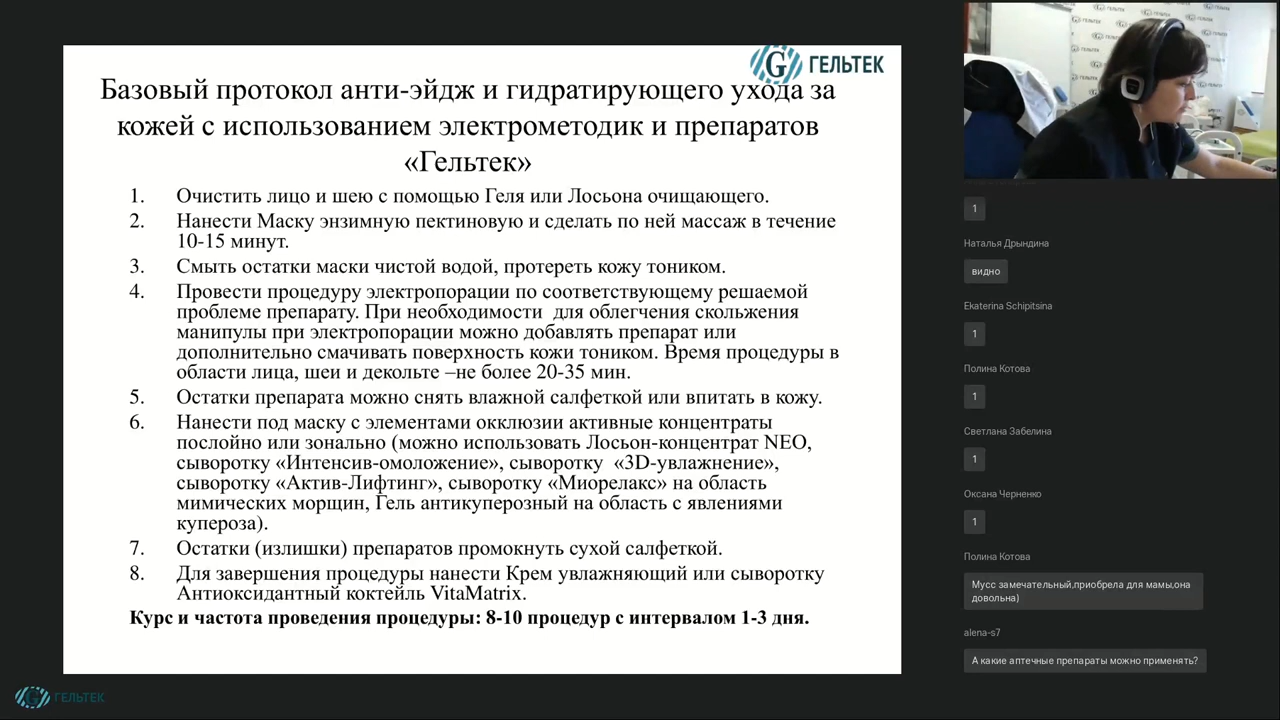 ГЕЛЬТЕК
Базовый протокол анти-эйдж и гидратирующего ухода за
кожей с использованием электрометодик и препаратов
«Гельтек»
1. Очистить лицо и шею с помощью Геля или Лосьона очищающего.
2. Нанести Маску энзимную пектиновую и сделать по ней массаж в течение
10-15 минут.
3. Смыть остатки маски чистой водой, протереть кожу тоником.
4. Провести процедуру электропорации по соответствующему решаемой
проблеме препарату. При необходимости для облегчения скольжения
манипулы при электропорации можно добавлять препарат или
дополнительно смачивать поверхность кожи тоником. Время процедуры в
области лица, шеи и декольте –не более 20-35 мин.
5. Остатки препарата можно снять влажной салфеткой или впитать в кожу.
6. Нанести под маску с элементами окклюзии активные концентраты
послойно или зонально (можно использовать Лосьон-концентрат NEO,
сыворотку «Интенсив-омоложение», сыворотку «3D-увлажнение»,
сыворотку «Актив-Лифтинг», сыворотку «Миорелакс» на область
мимических морщин, Гель антикуперозный на область с явлениями
купероза).
7. Остатки (излишки) препаратов промокнуть сухой салфеткой.
8. Для завершения процедуры нанести Крем увлажняющий или сыворотку
Антиоксидантный коктейль VitaMatrix.
Курс и частота проведения процедуры: 8-10 процедур с интервалом 1-3 дня.
ГЕЛЬТЕК
1
Наталья Дрындина
видно
Ekaterina Schipitsina
1
Полина Котова
1
Светлана Забелина
1
Оксана Черненко
1
Полина Котова
Мусс замечательный,приобрела для мамы,она
довольна)
alena-s7
А какие аптечные препараты можно применять?